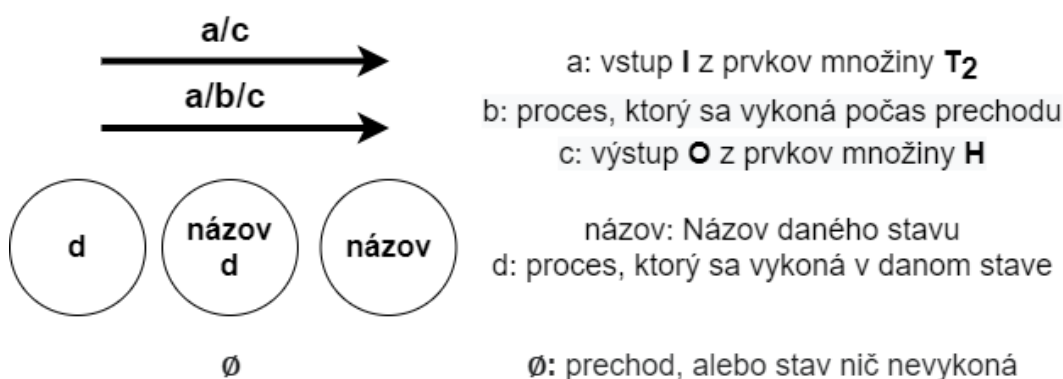 a/c
a/b/c
a: vstup I z prvkov množiny T2
b: proces, ktorý sa vykoná počas prechodu
c: výstup O z prvkov množiny H
d
názov
d
názov
názov: Názov daného stavu
d: proces, ktorý sa vykoná v danom stave
ø
ø: prechod, alebo stav nič nevykoná